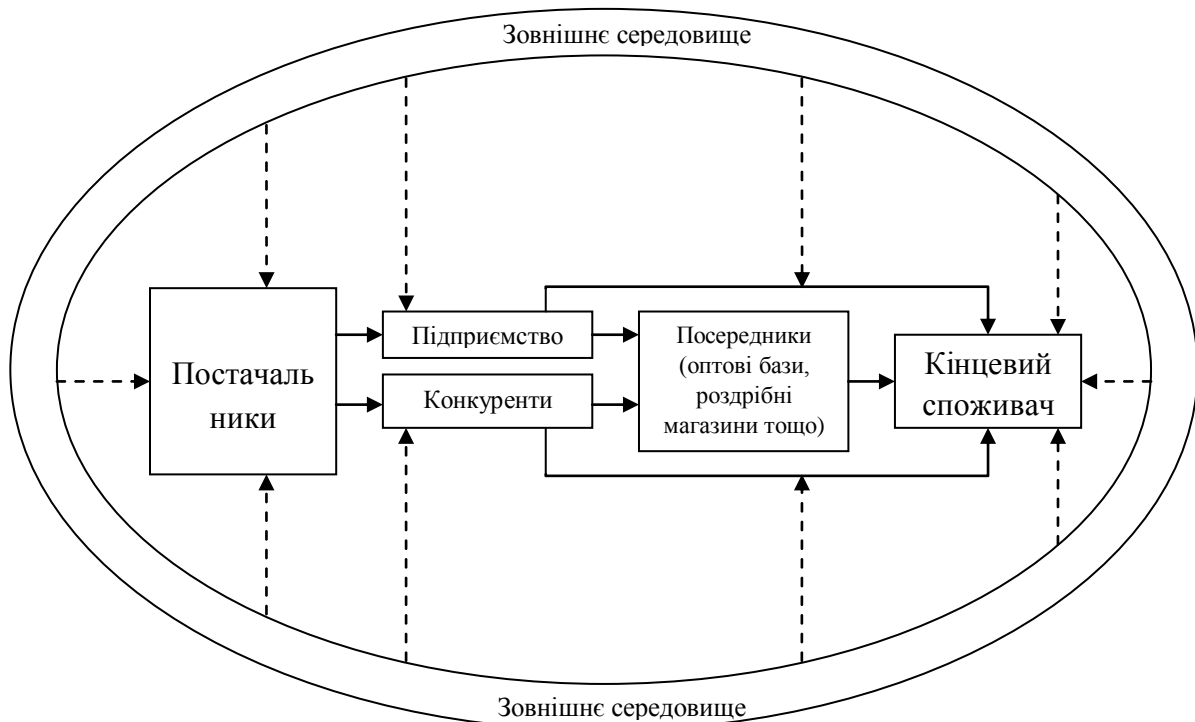 Зовнішнє середовище
Постачаль
ники
Підприємство
Конкуренти
Посередники
(оптові бази,
роздрібні
магазини тощо)
Кінцевий
споживач
Зовнішнє середовище